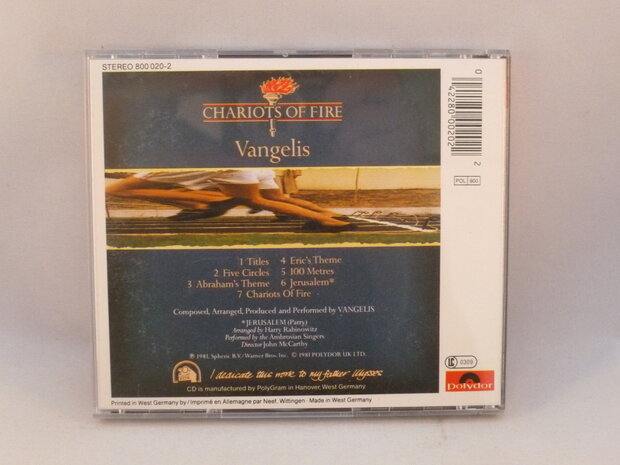 STEREO 800 020-2
CHARIOTS OF FIRE
Vangelis
1 Titles 4 Eric's Theme
2 Five Circles 5 100 Metres
3 Abraham's Theme 6 Jerusalem*
7 Chariots Of Fire
Composed, Arranged, Produced and Performed by VANGELIS
*JERUSALEM (Parry)
Arranged by Harry Rabinowitz
Performed by the Ambrosian Singers
Director John McCarthy
℗ 1981, Spheric B.V./Warner Bros. Inc. © 1981 POLYDOR UK LTD.
I dedicate this work to my father Ulysses
CD is manufactured by PolyGram in Hanover, West Germany
Printed in West Germany by / Imprimé en Allemagne par Neef, Wittingen · Made in West Germany
0 42280 00202 2
POL 900
LC 0309
Polydor